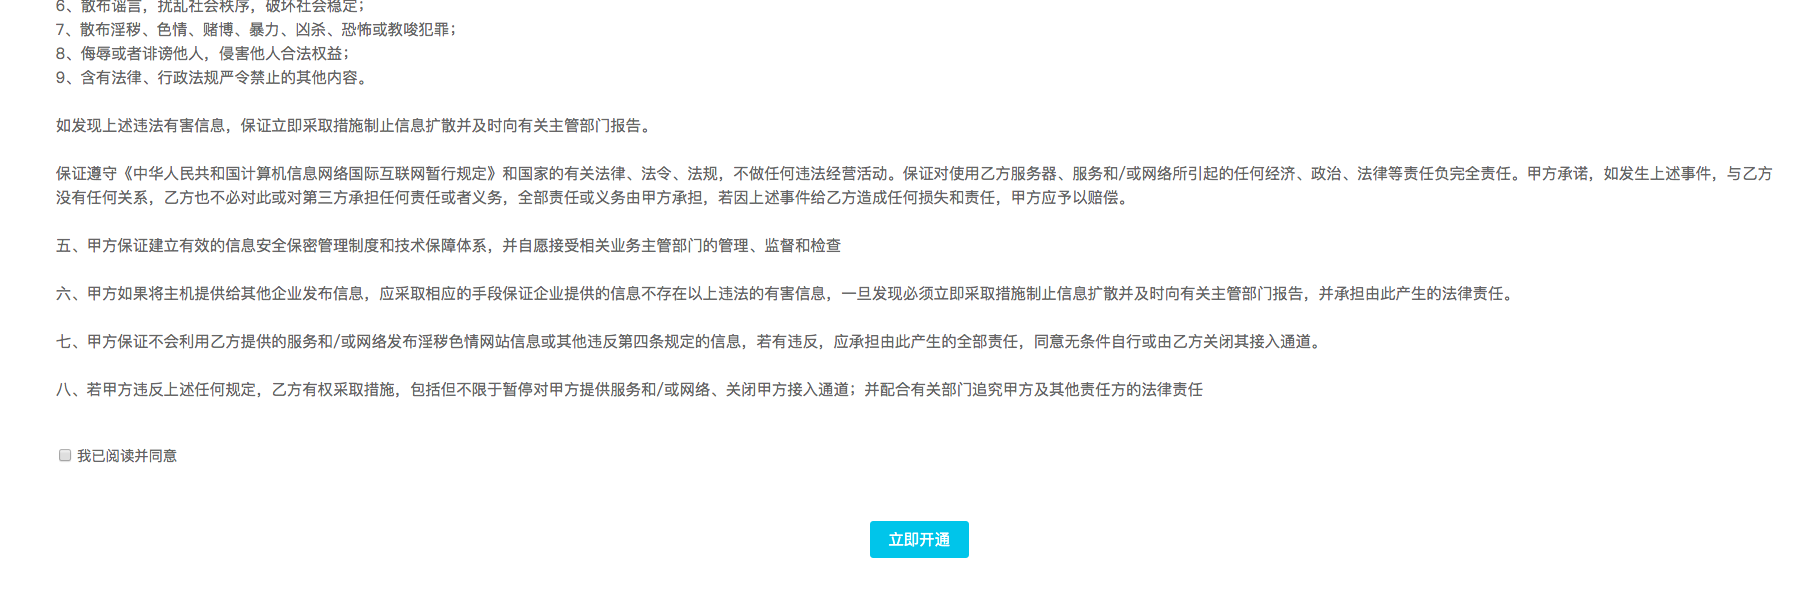 6、散布谣言，扰乱社会秩序，破坏社会稳定；
7、散布淫秽、色情、赌博、暴力、凶杀、恐怖或教唆犯罪；
8、侮辱或者诽谤他人，侵害他人合法权益；
9、含有法律、行政法规严令禁止的其他内容。
如发现上述违法有害信息，保证立即采取措施制止信息扩散并及时向有关主管部门报告。
保证遵守《中华人民共和国计算机信息网络国际互联网暂行规定》和国家的有关法律、法令、法规，不做任何违法经营活动。保证对使用乙方服务器、服务和/或网络所引起的任何经济、政治、法律等责任负完全责任。甲方承诺，如发生上述事件，与乙方
没有任何关系，乙方也不必对此或对第三方承担任何责任或者义务，全部责任或义务由甲方承担，若因上述事件给乙方造成任何损失和责任，甲方应予以赔偿。
五、甲方保证建立有效的信息安全保密管理制度和技术保障体系，并自愿接受相关业务主管部门的管理、监督和检查
六、甲方如果将主机提供给其他企业发布信息，应采取相应的手段保证企业提供的信息不存在以上违法的有害信息，一旦发现必须立即采取措施制止信息扩散并及时向有关主管部门报告，并承担由此产生的法律责任。
七、甲方保证不会利用乙方提供的服务和/或网络发布淫秽色情网站信息或其他违反第四条规定的信息，若有违反，应承担由此产生的全部责任，同意无条件自行或由乙方关闭其接入通道。
八、若甲方违反上述任何规定，乙方有权采取措施，包括但不限于暂停对甲方提供服务和/或网络、关闭甲方接入通道；并配合有关部门追究甲方及其他责任方的法律责任
我已阅读并同意
立即开通